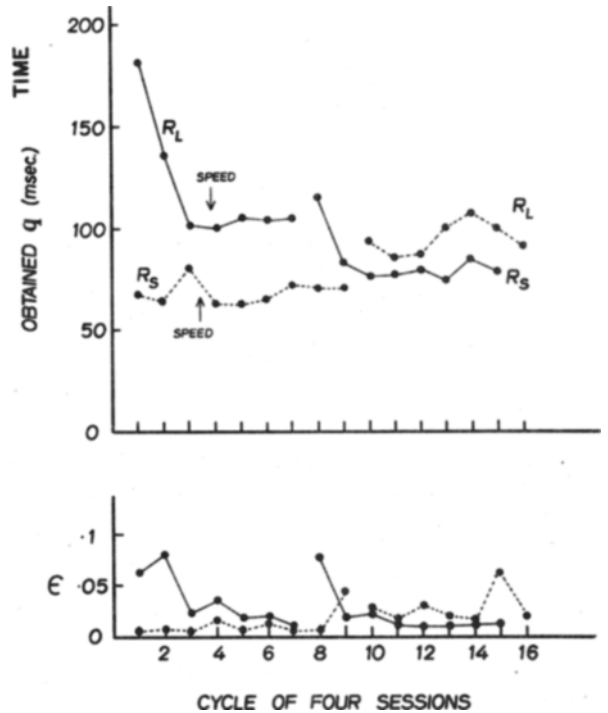 200
150
100
50
0
TIME
OBTAINED q (msec.)
R_L
SPEED
R_S
SPEED
R_L
R_S
.1
.05
0
ϵ
2 4 6 8 10 12 14 16
CYCLE OF FOUR SESSIONS